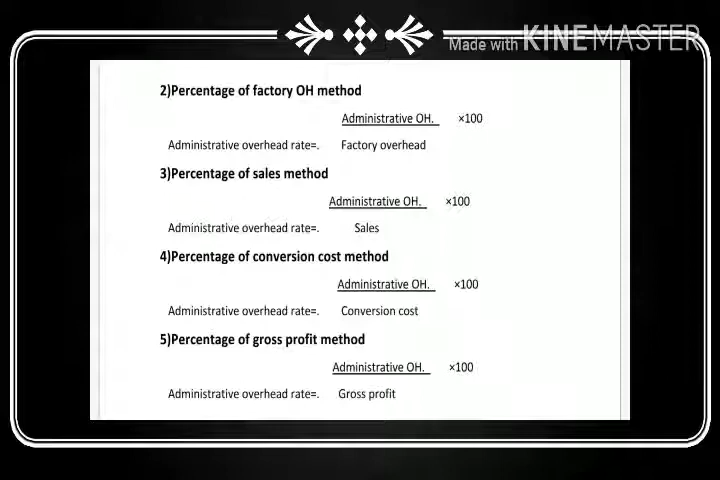 Made with KINEMASTER
2)Percentage of factory OH method
Administrative OH. ×100
Administrative overhead rate=. Factory overhead
3)Percentage of sales method
Administrative OH. ×100
Administrative overhead rate=. Sales
4)Percentage of conversion cost method
Administrative OH. ×100
Administrative overhead rate=. Conversion cost
5)Percentage of gross profit method
Administrative OH. ×100
Administrative overhead rate=. Gross profit